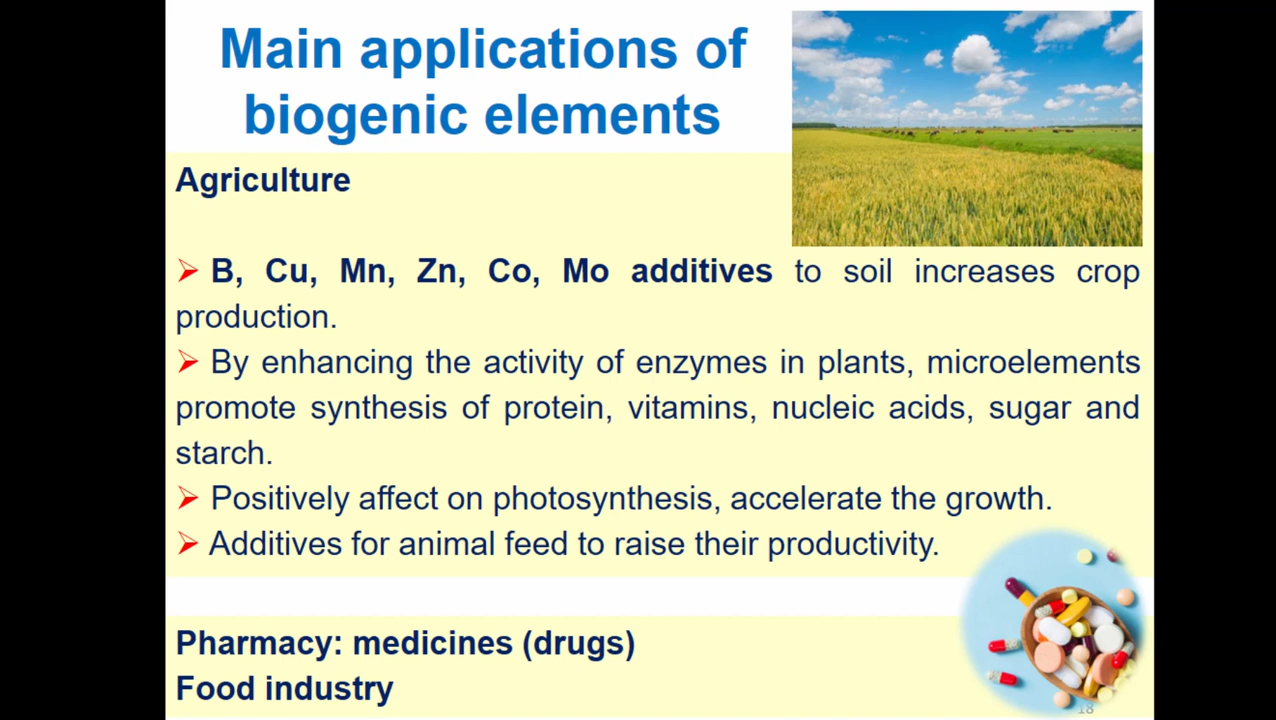 Main applications of
biogenic elements
Agriculture
➢ B, Cu, Mn, Zn, Co, Mo additives to soil increases crop
production.
➢ By enhancing the activity of enzymes in plants, microelements
promote synthesis of protein, vitamins, nucleic acids, sugar and
starch.
➢ Positively affect on photosynthesis, accelerate the growth.
➢ Additives for animal feed to raise their productivity.
Pharmacy: medicines (drugs)
Food industry
18